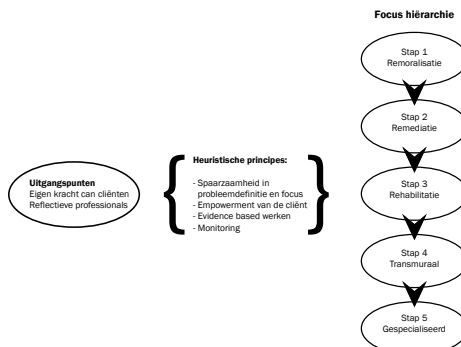 Uitgangspunten
Eigen kracht can cliënten
Reflectieve professionals
Heuristische principes:
- Spaarzaamheid in
probleemdefinitie en focus
- Empowerment van de cliënt
- Evidence based werken
- Monitoring
Focus hiërarchie
Stap 1
Remoralisatie
Stap 2
Remediatie
Stap 3
Rehabilitatie
Stap 4
Transmuraal
Stap 5
Gespecialiseerd